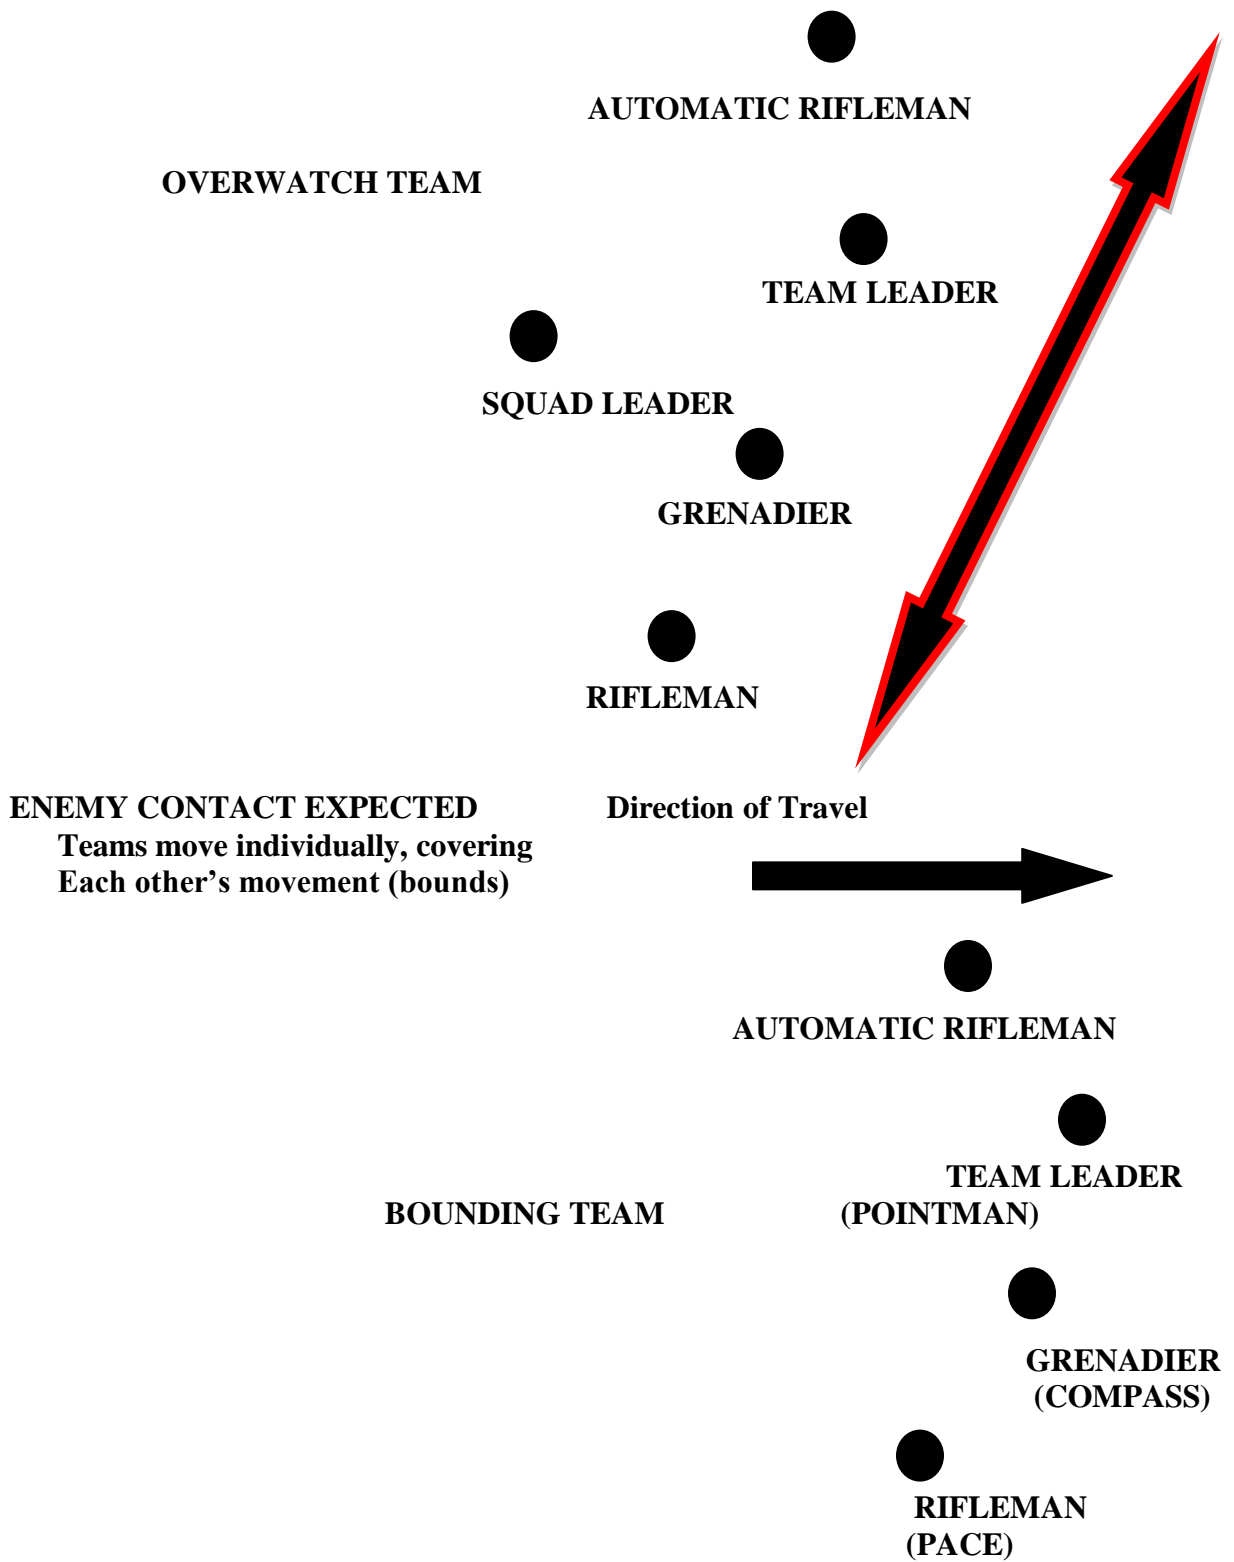 AUTOMATIC RIFLEMAN
OVERWATCH TEAM
TEAM LEADER
SQUAD LEADER
GRENADIER
RIFLEMAN
ENEMY CONTACT EXPECTED
Direction of Travel
Teams move individually, covering
Each other’s movement (bounds)
AUTOMATIC RIFLEMAN
TEAM LEADER
BOUNDING TEAM
(POINTMAN)
GRENADIER
(COMPASS)
RIFLEMAN
(PACE)